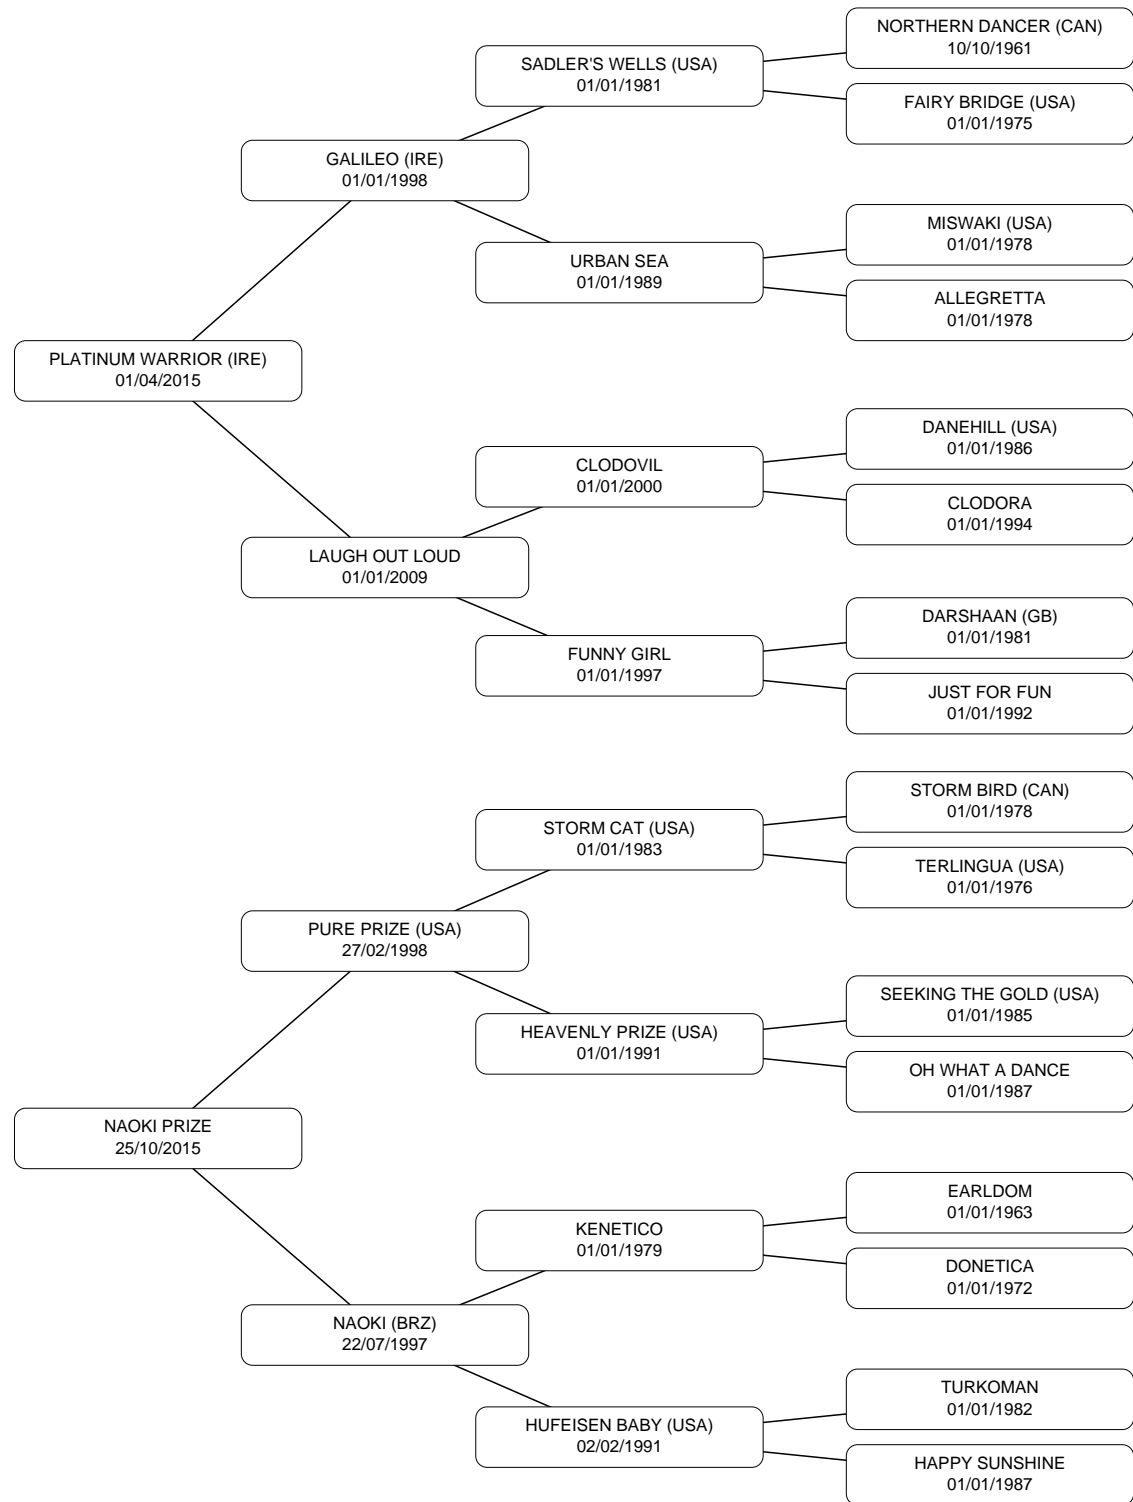 NORTHERN DANCER (CAN)
10/10/1961
SADLER'S WELLS (USA)
01/01/1981
FAIRY BRIDGE (USA)
01/01/1975
GALILEO (IRE)
01/01/1998
MISWAKI (USA)
01/01/1978
URBAN SEA
01/01/1989
ALLEGRETTA
01/01/1978
PLATINUM WARRIOR (IRE)
01/04/2015
DANEHILL (USA)
01/01/1986
CLODOVIL
01/01/2000
CLODORA
01/01/1994
LAUGH OUT LOUD
01/01/2009
DARSHAAN (GB)
01/01/1981
FUNNY GIRL
01/01/1997
JUST FOR FUN
01/01/1992
STORM BIRD (CAN)
01/01/1978
STORM CAT (USA)
01/01/1983
TERLINGUA (USA)
01/01/1976
PURE PRIZE (USA)
27/02/1998
SEEKING THE GOLD (USA)
01/01/1985
HEAVENLY PRIZE (USA)
01/01/1991
OH WHAT A DANCE
01/01/1987
NAOKI PRIZE
25/10/2015
EARLDOM
01/01/1963
KENETICO
01/01/1979
DONETICA
01/01/1972
NAOKI (BRZ)
22/07/1997
TURKOMAN
01/01/1982
HUFEISEN BABY (USA)
02/02/1991
HAPPY SUNSHINE
01/01/1987